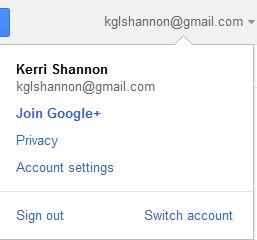 kglshannon@gmail.com
Kerri Shannon
kglshannon@gmail.com
Join Google+
Privacy
Account settings
Sign out Switch account